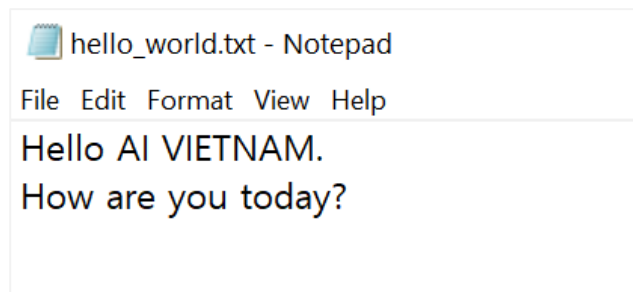 hello_world.txt - Notepad
File Edit Format View Help
Hello AI VIETNAM.
How are you today?